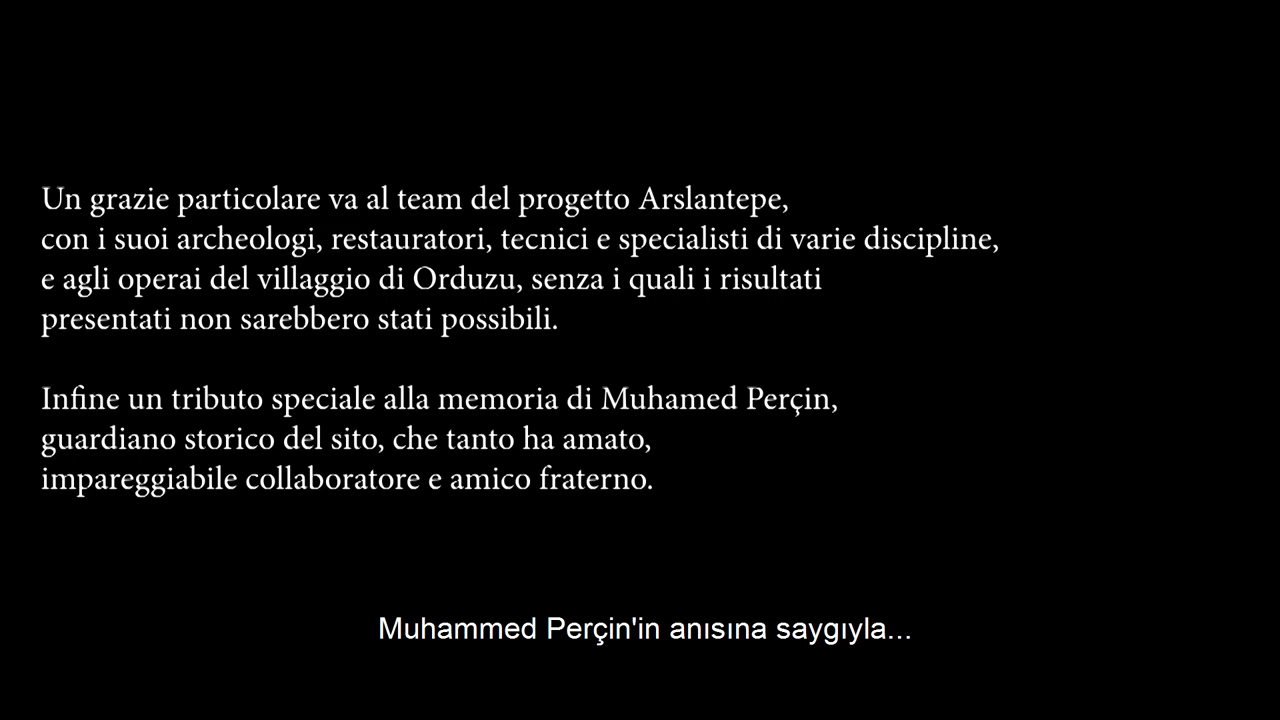 Un grazie particolare va al team del progetto Arslantepe,
con i suoi archeologi, restauratori, tecnici e specialisti di varie discipline,
e agli operai del villaggio di Orduzu, senza i quali i risultati
presentati non sarebbero stati possibili.
Infine un tributo speciale alla memoria di Muhamed Perçin,
guardiano storico del sito, che tanto ha amato,
impareggiabile collaboratore e amico fraterno.
Muhammed Perçin'in anısına saygıyla...